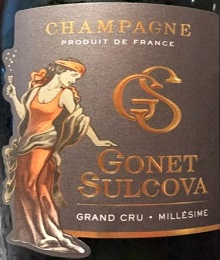 CHAMPAGNE
PRODUIT DE FRANCE
GS
GONET
SULCOVA
GRAND CRU • MILLÉSIME